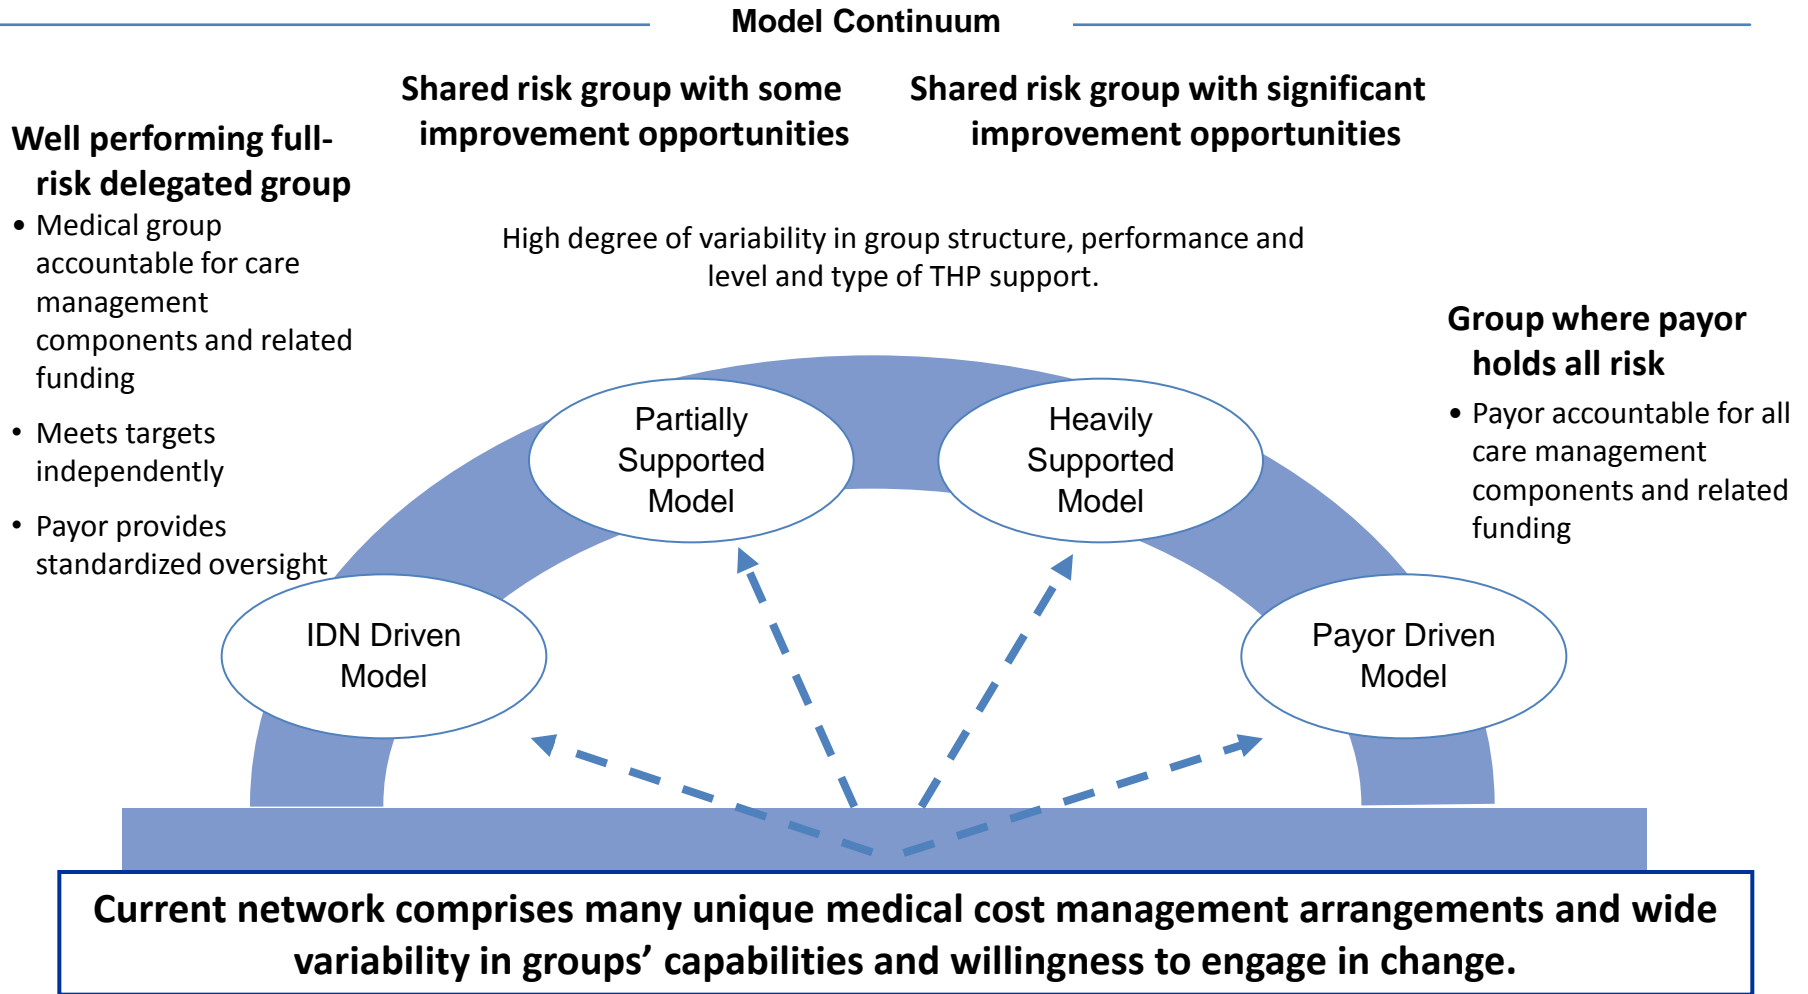 Model Continuum
Shared risk group with some
improvement opportunities
Shared risk group with significant
improvement opportunities
Well performing full-
risk delegated group
• Medical group
accountable for care
management
components and related
funding
• Meets targets
independently
• Payor provides
standardized oversight
High degree of variability in group structure, performance and
level and type of THP support.
Group where payor
holds all risk
• Payor accountable for all
care management
components and related
funding
Partially
Supported
Model
Heavily
Supported
Model
IDN Driven
Model
Payor Driven
Model
Current network comprises many unique medical cost management arrangements and wide
variability in groups’ capabilities and willingness to engage in change.